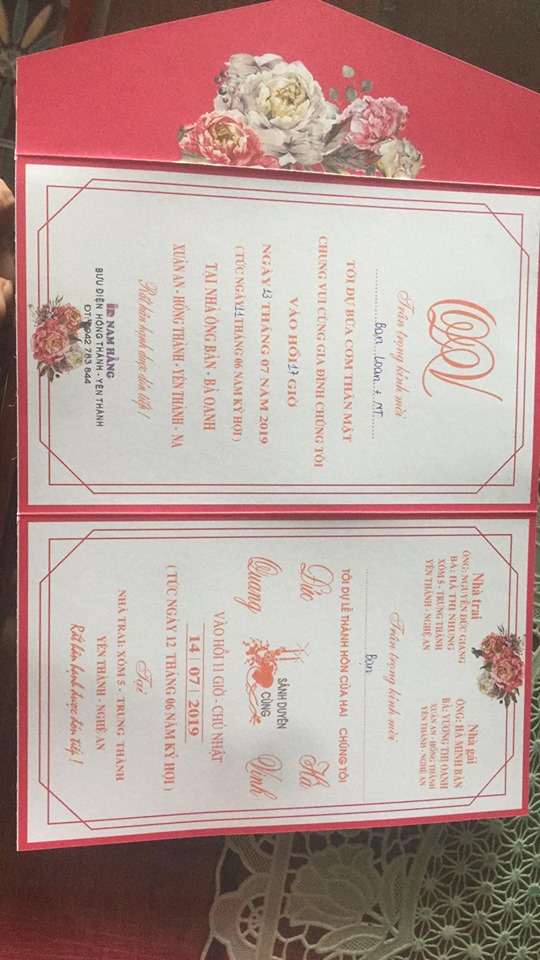 QV
Trân trọng kính mời
Bạn Loan + NT
TỚI DỰ BỮA CƠM THÂN MẬT
CHUNG VUI CÙNG GIA ĐÌNH CHÚNG TÔI
VÀO HỒI 17 GIỜ
NGÀY 13 THÁNG 07 NĂM 2019
( TỨC NGÀY 11 THÁNG 06 NĂM KỶ HỢI )
TẠI NHÀ ÔNG BÀN - BÀ OANH
XUÂN AN - HỒNG THÀNH - YÊN THÀNH - NA
Rất hân hạnh được đón tiếp !
IN NAM HẰNG
BƯU ĐIỆN HỒNG THÀNH - YÊN THÀNH
ĐT: 0942 783 844
Nhà trai
ÔNG: NGUYỄN ĐỨC GIANG
BÀ: HÀ THỊ NHUNG
XÓM 5 - TRUNG THÀNH
YÊN THÀNH - NGHỆ AN
Nhà gái
ÔNG: HÀ MINH BÀN
BÀ: VƯƠNG THỊ OANH
XUÂN AN - HỒNG THÀNH
YÊN THÀNH - NGHỆ AN
Trân trọng kính mời
Bạn
TỚI DỰ LỄ THÀNH HÔN CỦA HAI CHÚNG TÔI
Đức Hà
SÁNH DUYÊN
CÙNG
Quang Vinh
VÀO HỒI 11 GIỜ - CHỦ NHẬT
14 | 07 | 2019
( TỨC NGÀY 12 THÁNG 06 NĂM KỶ HỢI )
Tại
NHÀ TRAI: XÓM 5 - TRUNG THÀNH
YÊN THÀNH - NGHỆ AN
Rất hân hạnh được đón tiếp !